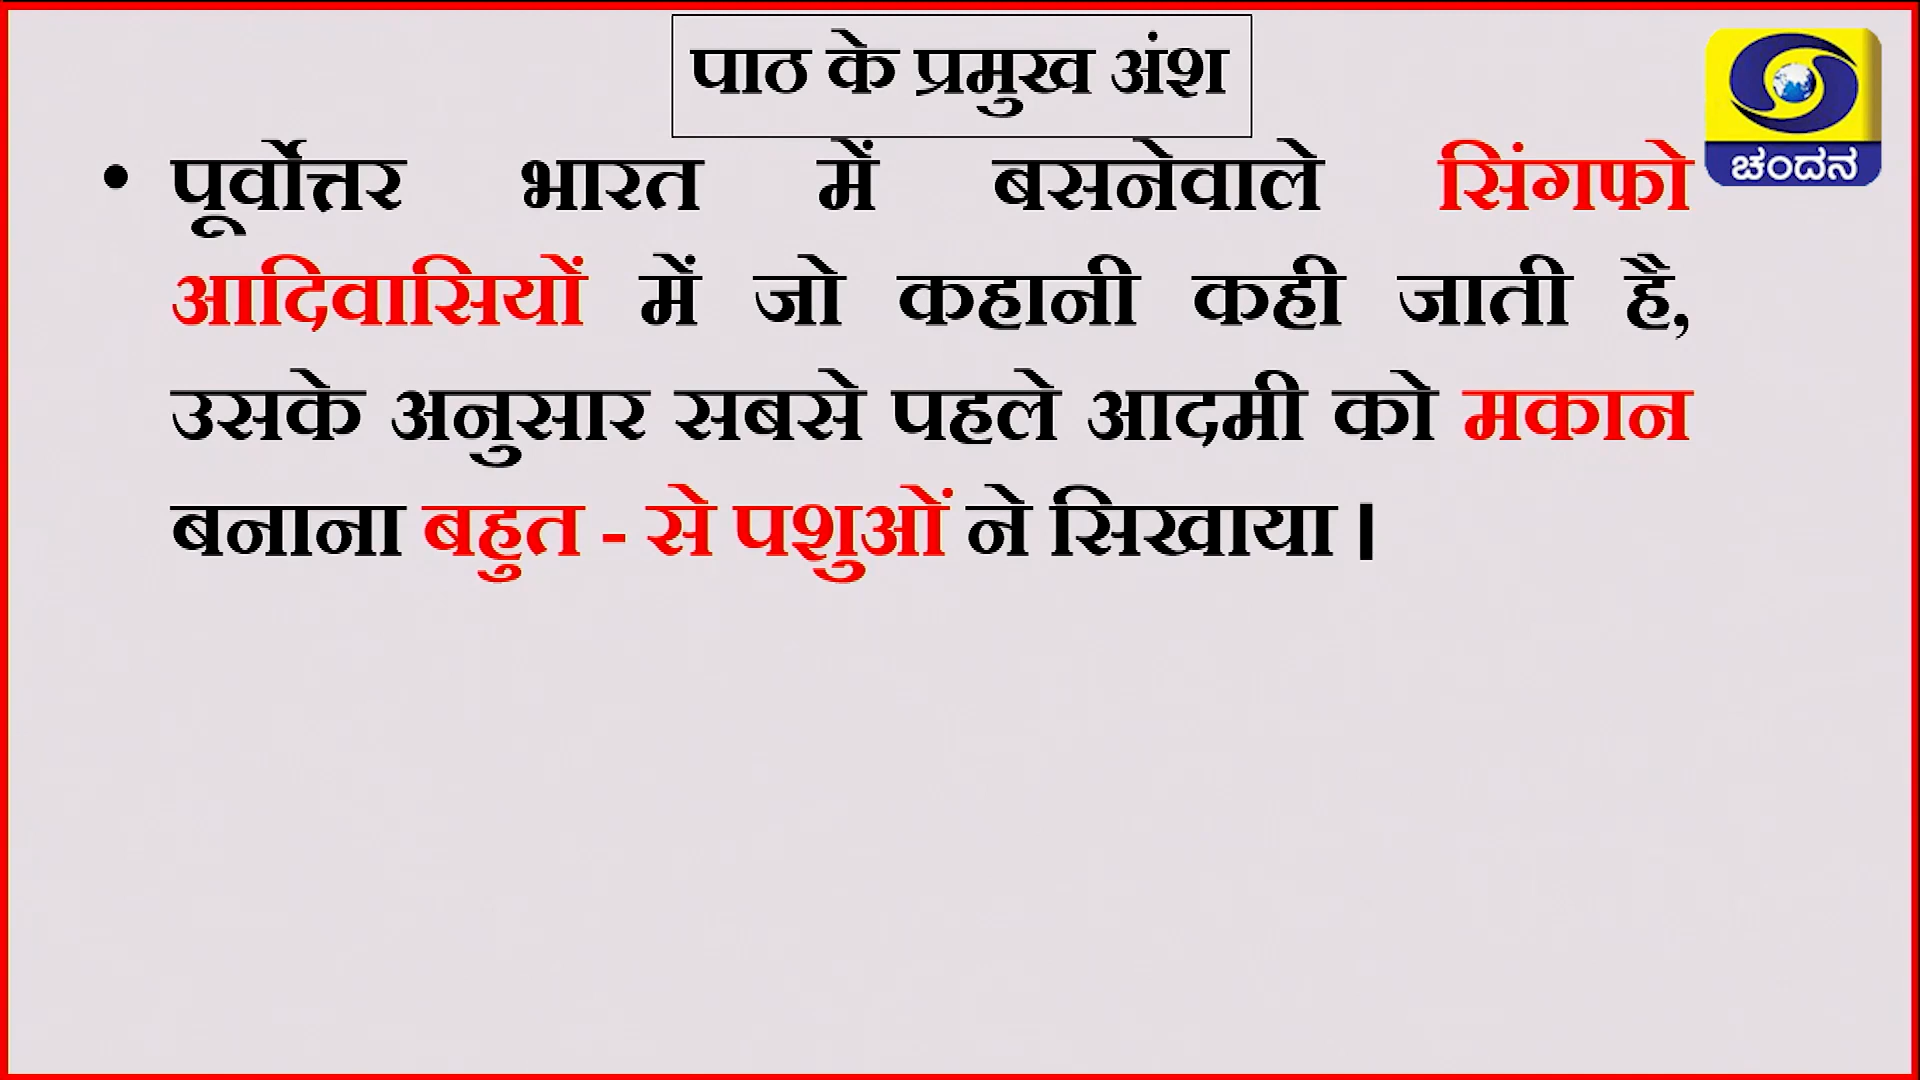 पाठ के प्रमुख अंश
• पूर्वोत्तर भारत में बसनेवाले सिंगफो
आदिवासियों में जो कहानी कही जाती है,
उसके अनुसार सबसे पहले आदमी को मकान
बनाना बहुत - से पशुओं ने सिखाया ।
ಚಂದನ